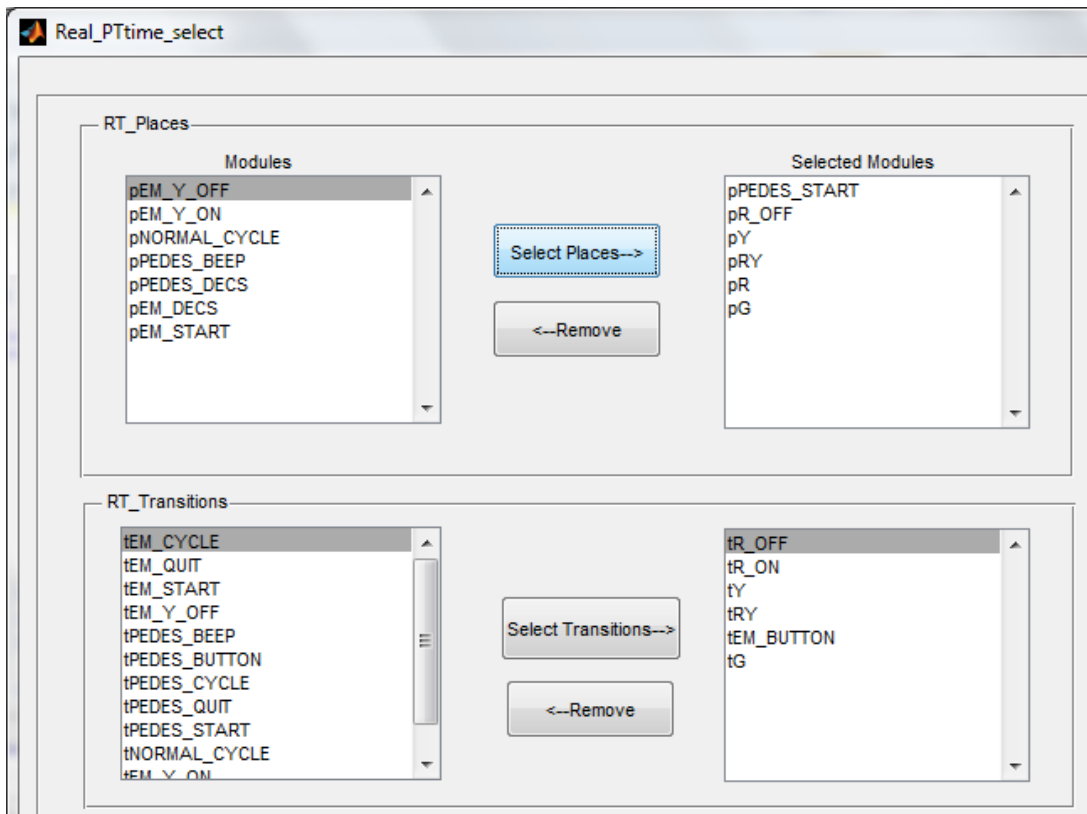 Real_PTtime_select
RT_Places
Modules
pEM_Y_OFF
pEM_Y_ON
pNORMAL_CYCLE
pPEDES_BEEP
pPEDES_DECS
pEM_DECS
pEM_START
Select Places-->
<--Remove
Selected Modules
pPEDES_START
pR_OFF
pY
pRY
pR
pG
RT_Transitions
tEM_CYCLE
tEM_QUIT
tEM_START
tEM_Y_OFF
tPEDES_BEEP
tPEDES_BUTTON
tPEDES_CYCLE
tPEDES_QUIT
tPEDES_START
tNORMAL_CYCLE
tEM_Y_ON
Select Transitions-->
<--Remove
tR_OFF
tR_ON
tY
tRY
tEM_BUTTON
tG